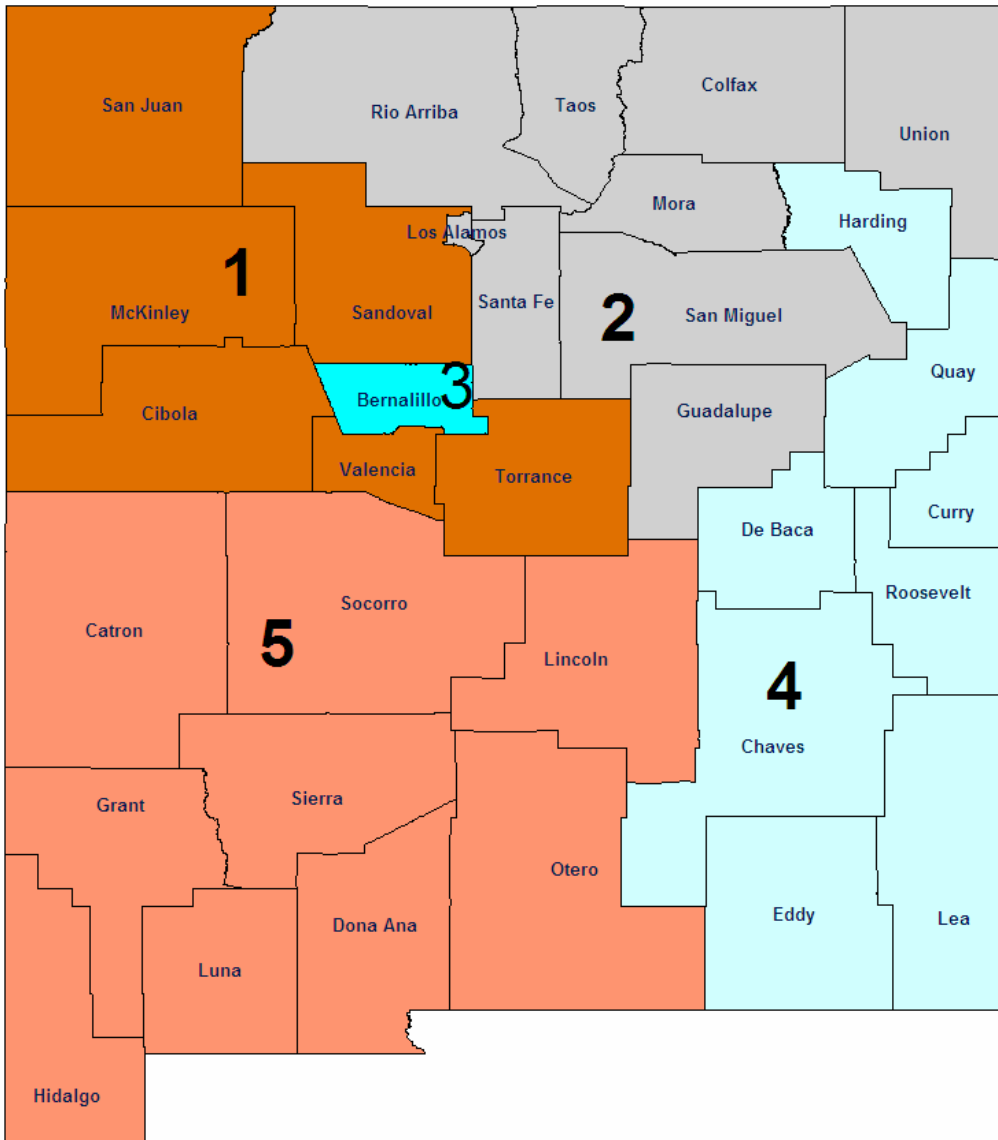 Colfax
San Juan
Rio Arriba
Taos
Union
Mora
Harding
Los Alamos
1
McKinley
Sandoval
Santa Fe
2
San Miguel
3
Bernalillo
Quay
Cibola
Guadalupe
Valencia
Torrance
De Baca
Curry
Roosevelt
Socorro
Catron
5
Lincoln
4
Chaves
Grant
Sierra
Otero
Dona Ana
Eddy
Lea
Luna
Hidalgo